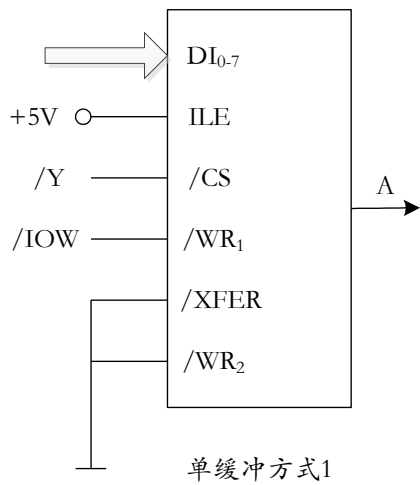 DI₀₋₇
+5V ILE
/Y /CS
A
/IOW /WR₁
/XFER
/WR₂
单缓冲方式1